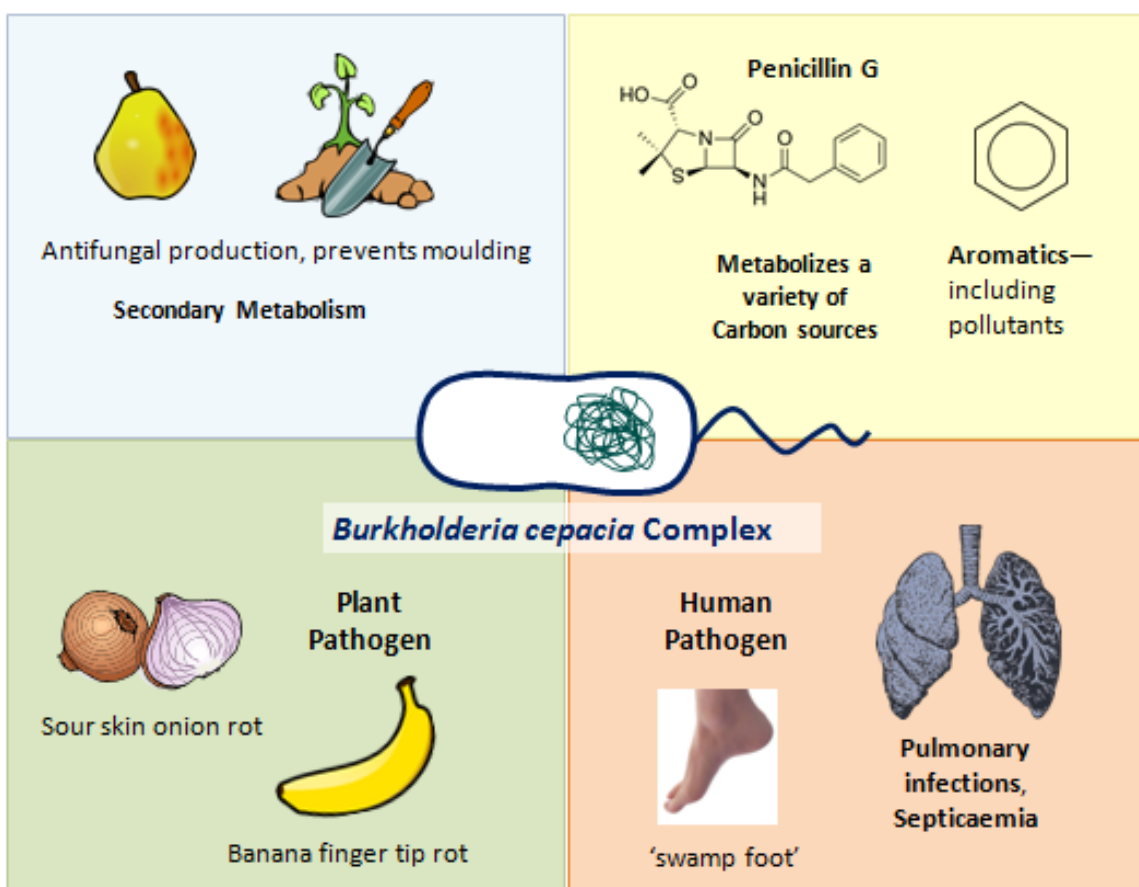 Antifungal production, prevents moulding
Secondary Metabolism
Penicillin G
HO
O
O
N
S
N
H
O
Metabolizes a
variety of
Carbon sources
Aromatics—
including
pollutants
Burkholderia cepacia Complex
Plant
Pathogen
Sour skin onion rot
Banana finger tip rot
Human
Pathogen
'swamp foot'
Pulmonary
infections,
Septicaemia